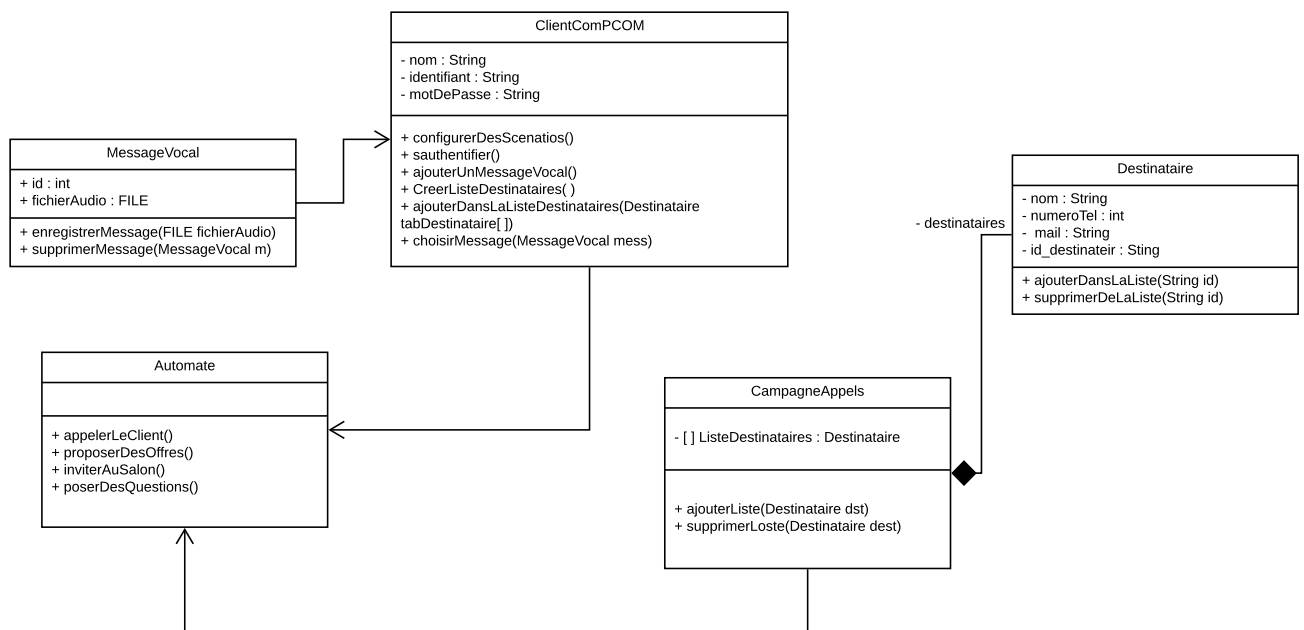 ClientComPCOM
- nom : String
- identifiant : String
- motDePasse : String
+ configurerDesScenatios()
+ sauthentifier()
+ ajouterUnMessageVocal()
+ CreerListeDestinataires( )
+ ajouterDansLaListeDestinataires(Destinataire
tabDestinataire[ ])
+ choisirMessage(MessageVocal mess)
MessageVocal
+ id : int
+ fichierAudio : FILE
+ enregistrerMessage(FILE fichierAudio)
+ supprimerMessage(MessageVocal m)
Destinataire
- nom : String
- numeroTel : int
- mail : String
- id_destinateir : Sting
+ ajouterDansLaListe(String id)
+ supprimerDeLaListe(String id)
- destinataires
Automate
+ appelerLeClient()
+ proposerDesOffres()
+ inviterAuSalon()
+ poserDesQuestions()
CampagneAppels
- [ ] ListeDestinataires : Destinataire
+ ajouterListe(Destinataire dst)
+ supprimerLoste(Destinataire dest)